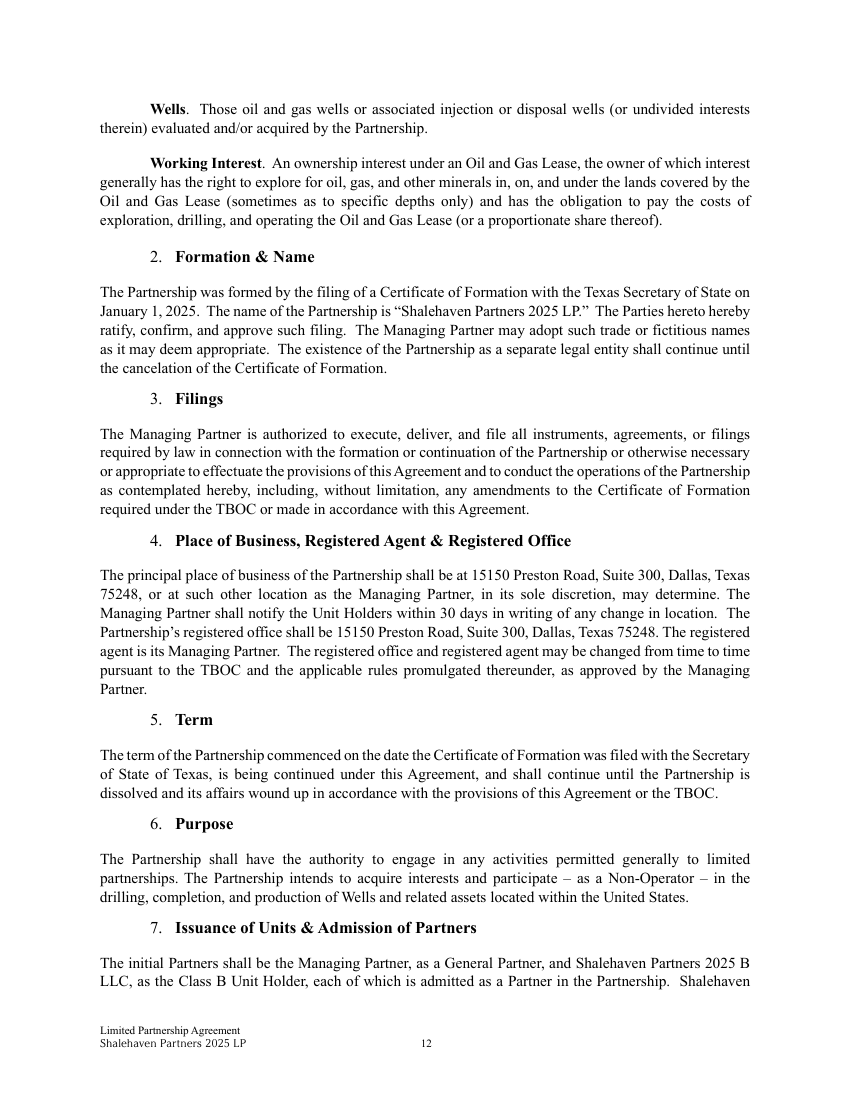 Wells. Those oil and gas wells or associated injection or disposal wells (or undivided interests
therein) evaluated and/or acquired by the Partnership.
Working Interest. An ownership interest under an Oil and Gas Lease, the owner of which interest
generally has the right to explore for oil, gas, and other minerals in, on, and under the lands covered by the
Oil and Gas Lease (sometimes as to specific depths only) and has the obligation to pay the costs of
exploration, drilling, and operating the Oil and Gas Lease (or a proportionate share thereof).
2. Formation & Name
The Partnership was formed by the filing of a Certificate of Formation with the Texas Secretary of State on
January 1, 2025. The name of the Partnership is “Shalehaven Partners 2025 LP.” The Parties hereto hereby
ratify, confirm, and approve such filing. The Managing Partner may adopt such trade or fictitious names
as it may deem appropriate. The existence of the Partnership as a separate legal entity shall continue until
the cancelation of the Certificate of Formation.
3. Filings
The Managing Partner is authorized to execute, deliver, and file all instruments, agreements, or filings
required by law in connection with the formation or continuation of the Partnership or otherwise necessary
or appropriate to effectuate the provisions of this Agreement and to conduct the operations of the Partnership
as contemplated hereby, including, without limitation, any amendments to the Certificate of Formation
required under the TBOC or made in accordance with this Agreement.
4. Place of Business, Registered Agent & Registered Office
The principal place of business of the Partnership shall be at 15150 Preston Road, Suite 300, Dallas, Texas
75248, or at such other location as the Managing Partner, in its sole discretion, may determine. The
Managing Partner shall notify the Unit Holders within 30 days in writing of any change in location. The
Partnership’s registered office shall be 15150 Preston Road, Suite 300, Dallas, Texas 75248. The registered
agent is its Managing Partner. The registered office and registered agent may be changed from time to time
pursuant to the TBOC and the applicable rules promulgated thereunder, as approved by the Managing
Partner.
5. Term
The term of the Partnership commenced on the date the Certificate of Formation was filed with the Secretary
of State of Texas, is being continued under this Agreement, and shall continue until the Partnership is
dissolved and its affairs wound up in accordance with the provisions of this Agreement or the TBOC.
6. Purpose
The Partnership shall have the authority to engage in any activities permitted generally to limited
partnerships. The Partnership intends to acquire interests and participate – as a Non-Operator – in the
drilling, completion, and production of Wells and related assets located within the United States.
7. Issuance of Units & Admission of Partners
The initial Partners shall be the Managing Partner, as a General Partner, and Shalehaven Partners 2025 B
LLC, as the Class B Unit Holder, each of which is admitted as a Partner in the Partnership. Shalehaven
Limited Partnership Agreement
Shalehaven Partners 2025 LP 12